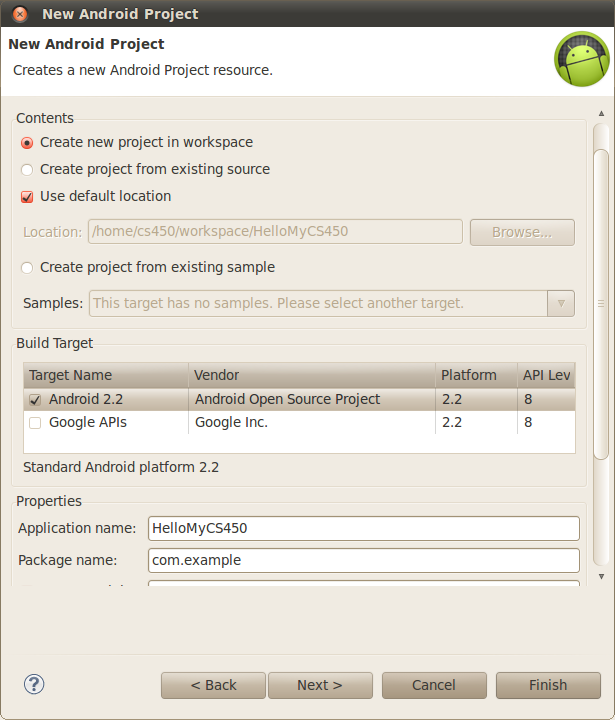 New Android Project
New Android Project
Creates a new Android Project resource.
Contents
Create new project in workspace
Create project from existing source
Use default location
Location: /home/cs450/workspace/HelloMyCS450 Browse...
Create project from existing sample
Samples: This target has no samples. Please select another target.
Build Target
Target Name Vendor Platform API Lev
Android 2.2 Android Open Source Project 2.2 8
Google APIs Google Inc. 2.2 8
Standard Android platform 2.2
Properties
Application name: HelloMyCS450
Package name: com.example
? < Back Next > Cancel Finish